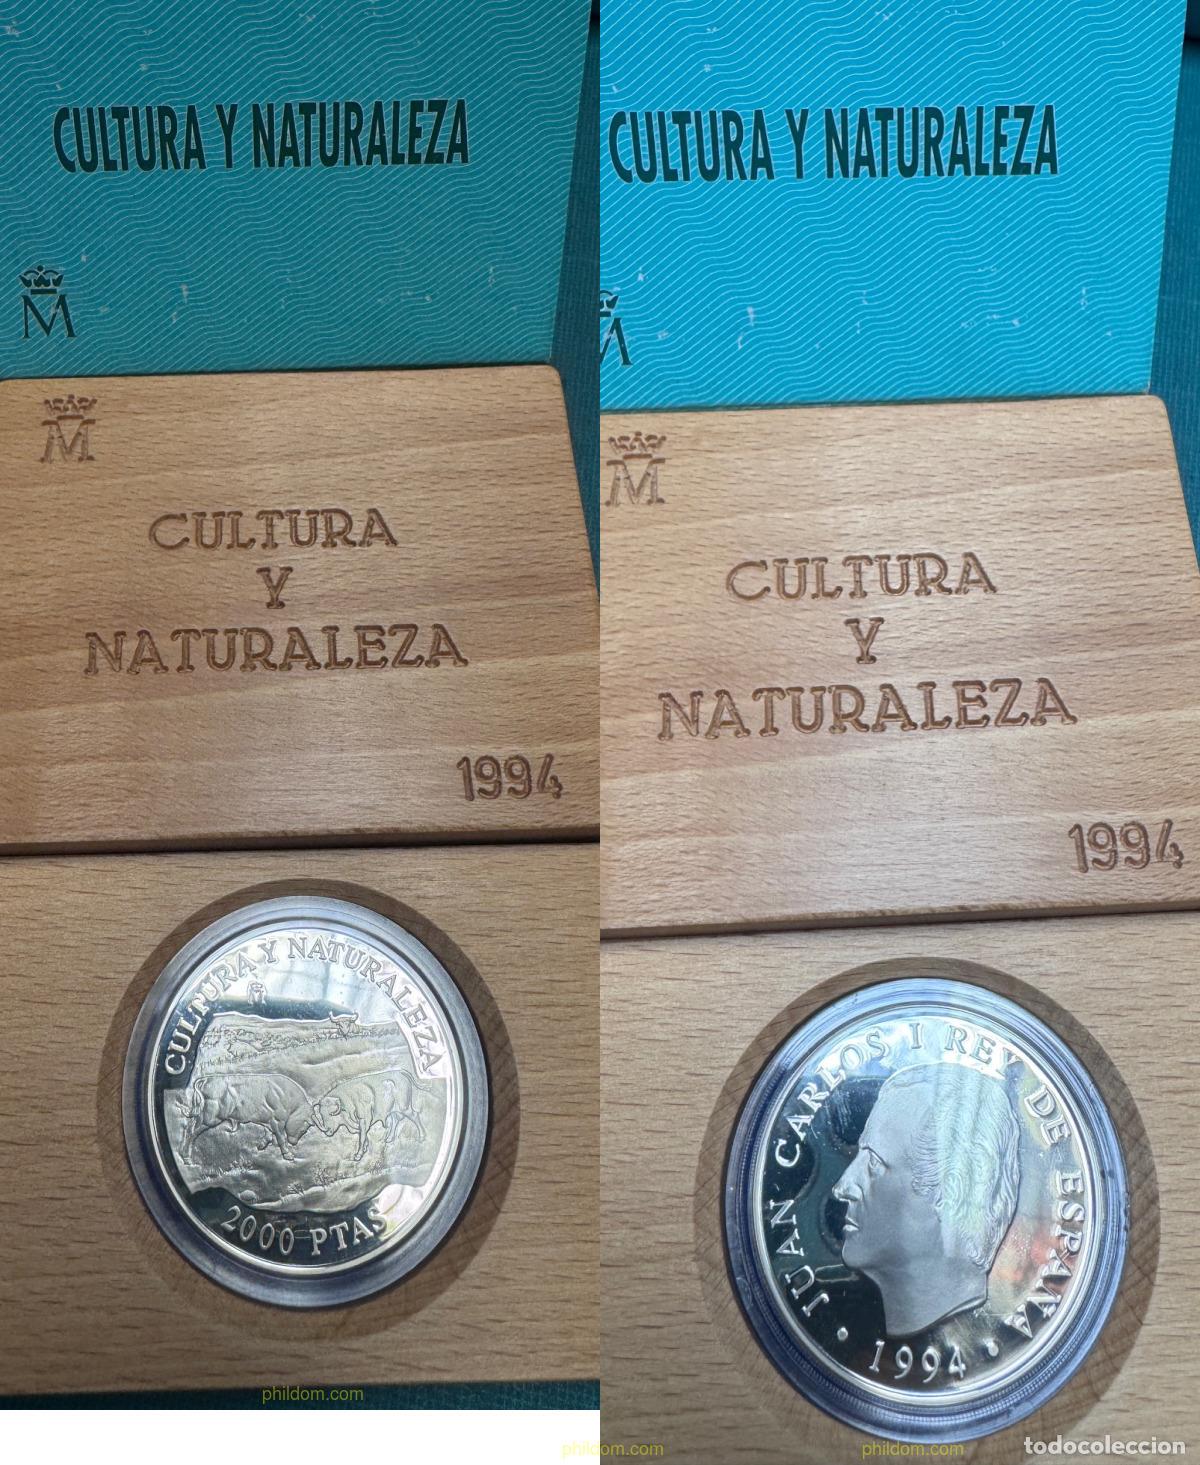 CULTURA Y NATURALEZA
M
M
CULTURA
Y
NATURALEZA
1994
CULTURA Y NATURALEZA
M
2000 PTAS
phildom.com
CULTURA Y NATURALEZA
M
M
CULTURA
Y
NATURALEZA
1994
JUAN CARLOS I REY DE ESPAÑA
• 1994 •
phildom.com
phildom.com
todocoleccion